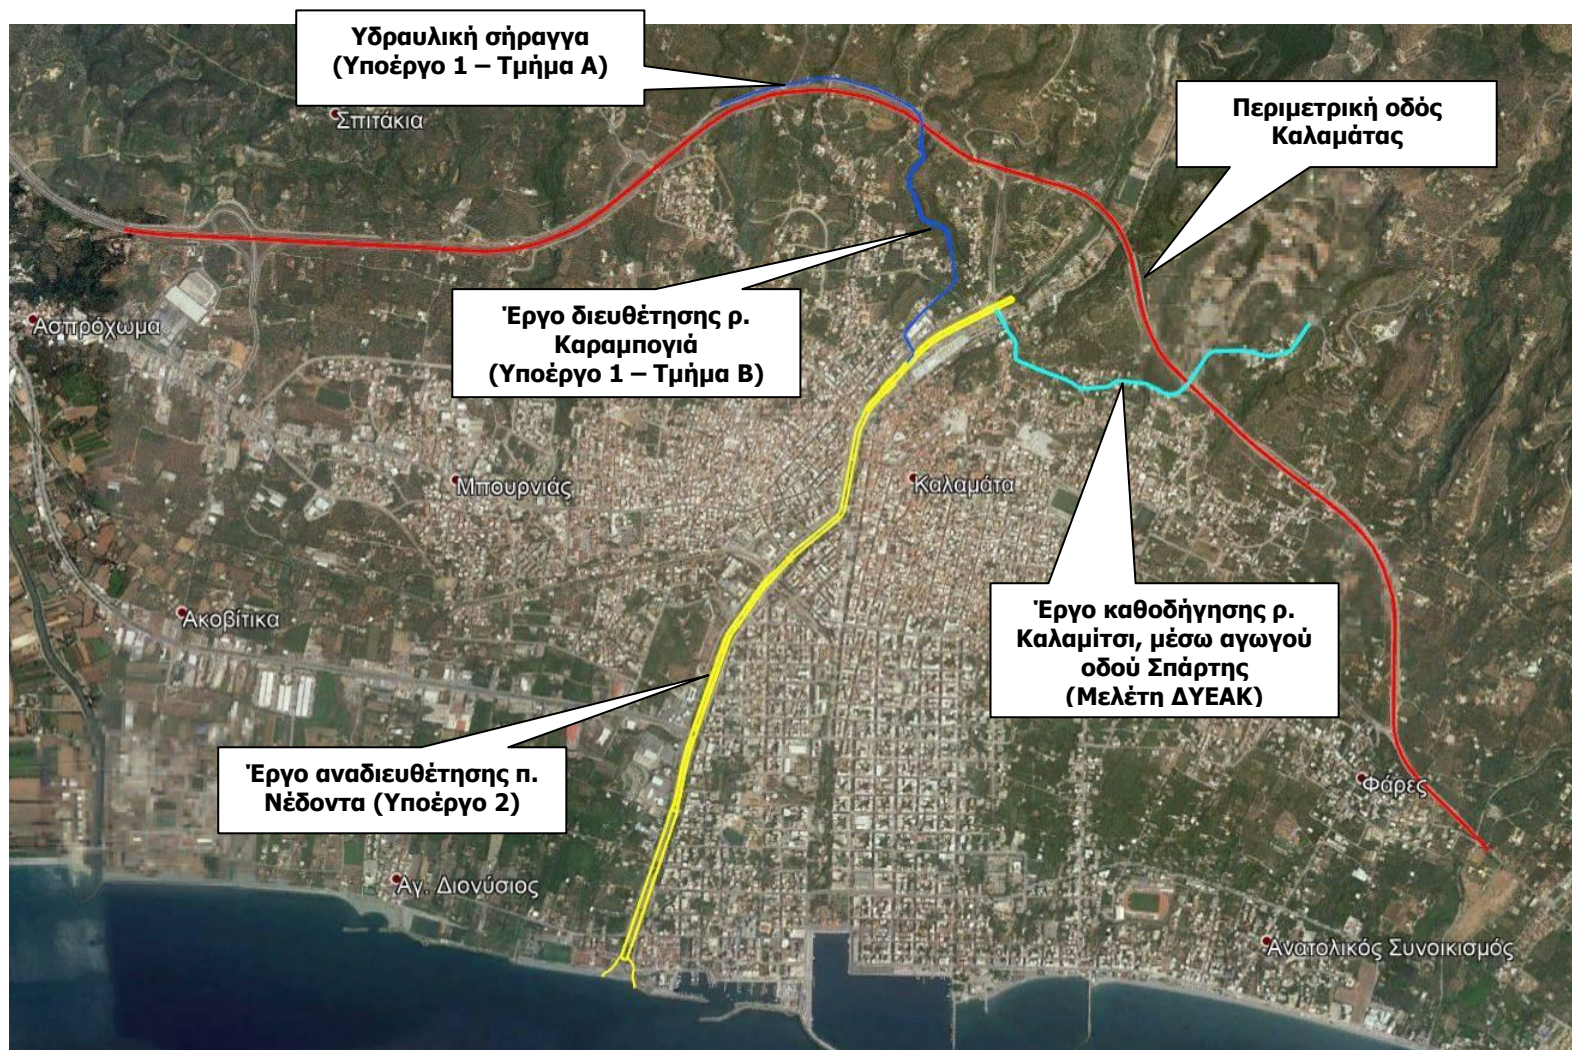 Υδραυλική σήραγγα
(Υποέργο 1 – Τμήμα Α)
Σπιτάκια
Περιμετρική οδός
Καλαμάτας
Έργο διευθέτησης ρ.
Καραμπογιά
(Υποέργο 1 – Τμήμα Β)
Ασπρόχωμα
Μπουρνιάς
Καλαμάτα
Ακοβίτικα
Έργο καθοδήγησης ρ.
Καλαμίτσι, μέσω αγωγού
οδού Σπάρτης
(Μελέτη ΔΥΕΑΚ)
Έργο αναδιευθέτησης π.
Νέδοντα (Υποέργο 2)
Φάρες
Αγ. Διονύσιος
Ανατολικός Συνοικισμός